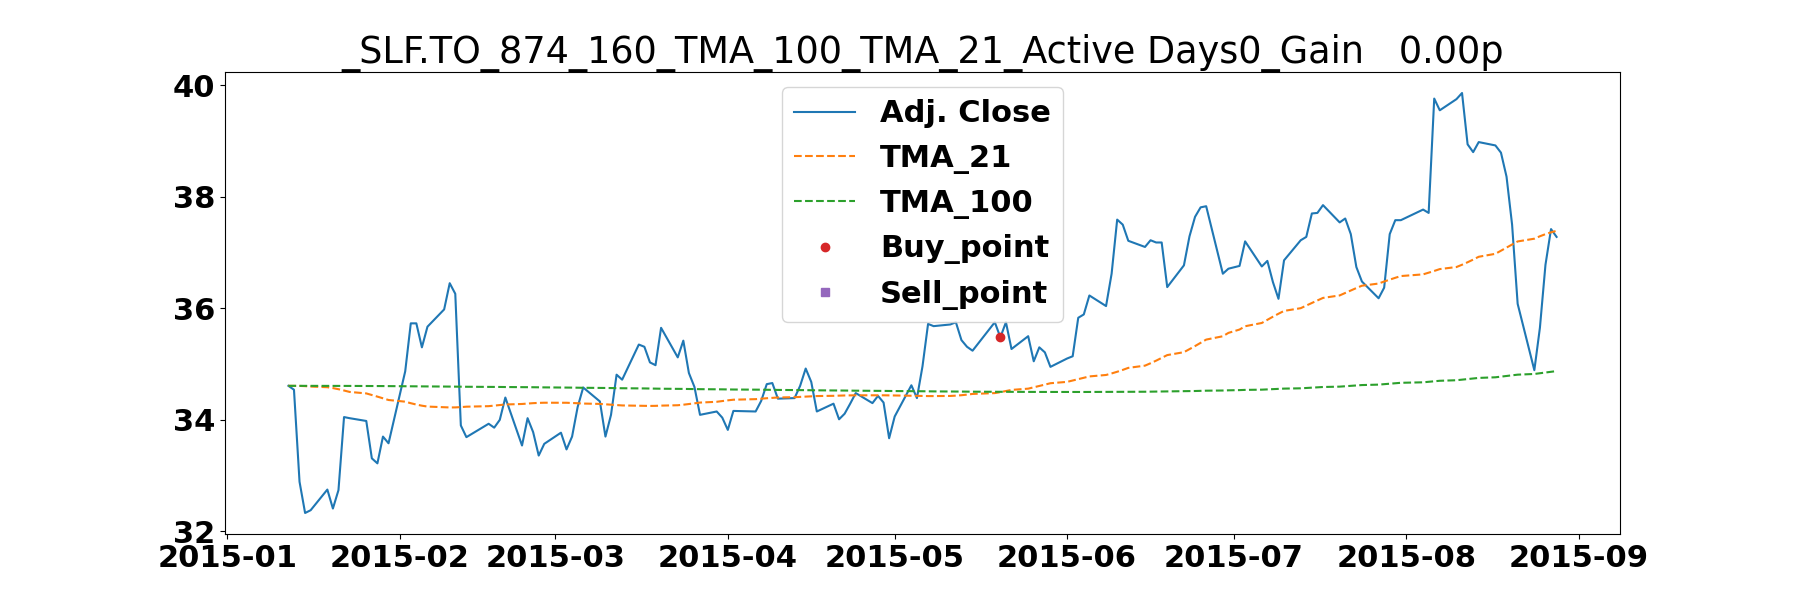 _SLF.TO_874_160_TMA_100_TMA_21_Active Days0_Gain   0.00p
40
38
36
34
32
Adj. Close
TMA_21
TMA_100
Buy_point
Sell_point
2015-01 2015-02 2015-03 2015-04 2015-05 2015-06 2015-07 2015-08 2015-09